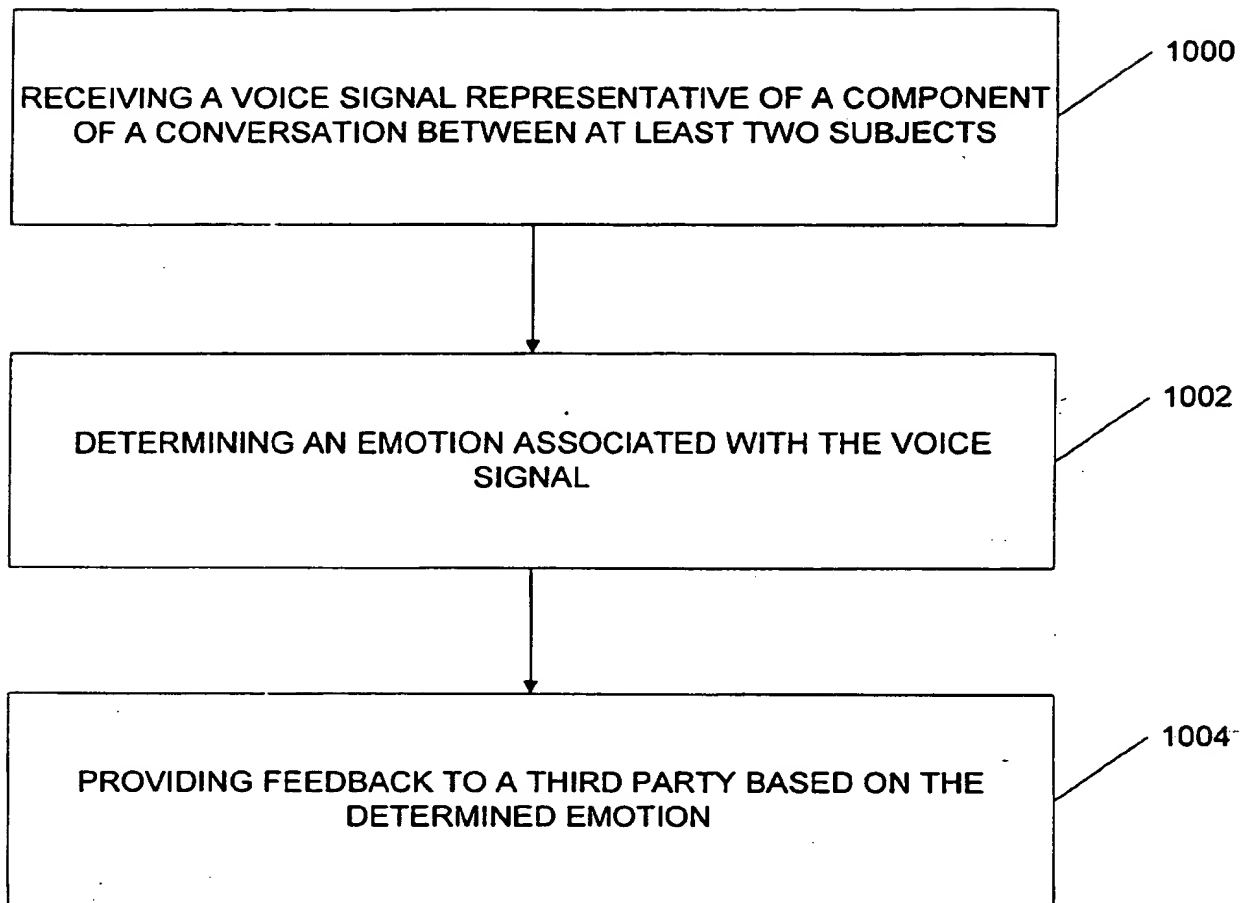 1000
RECEIVING A VOICE SIGNAL REPRESENTATIVE OF A COMPONENT
OF A CONVERSATION BETWEEN AT LEAST TWO SUBJECTS
1002
DETERMINING AN EMOTION ASSOCIATED WITH THE VOICE
SIGNAL
1004
PROVIDING FEEDBACK TO A THIRD PARTY BASED ON THE
DETERMINED EMOTION